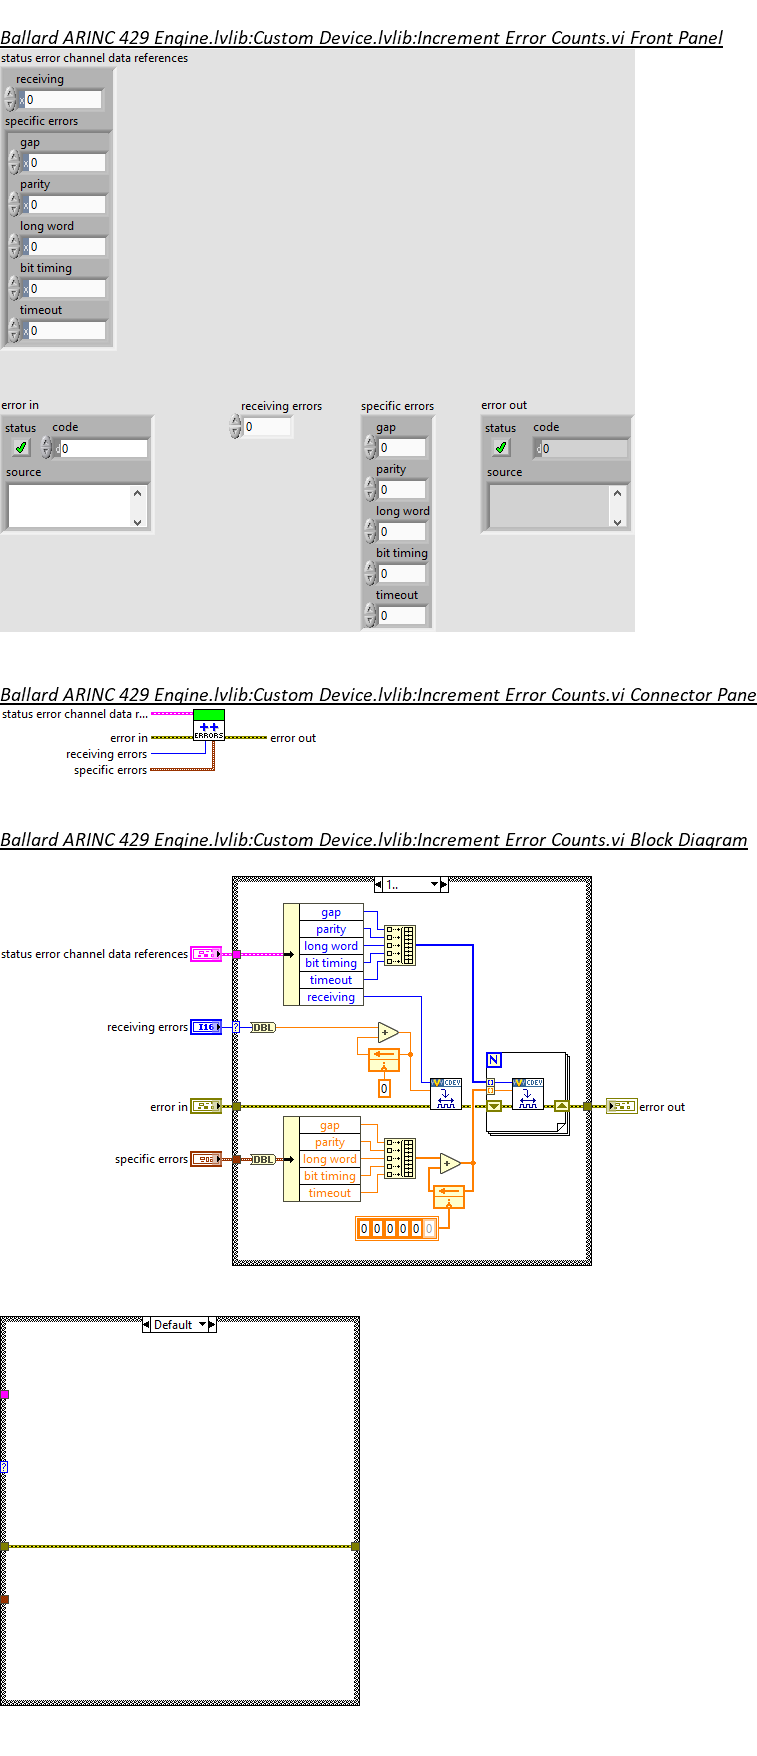 Ballard ARINC 429 Engine.lvlib:Custom Device.lvlib:Increment Error Counts.vi Front Panel
status error channel data references
receiving
x 0
specific errors
gap
x 0
parity
x 0
long word
x 0
bit timing
x 0
timeout
x 0
error in
status code
d 0
source
receiving errors
0
specific errors
gap
0
parity
0
long word
0
bit timing
0
timeout
0
error out
status code
d 0
source
Ballard ARINC 429 Engine.lvlib:Custom Device.lvlib:Increment Error Counts.vi Connector Pane
status error channel data r...
error in
receiving errors
specific errors
++
ERRORS
error out
Ballard ARINC 429 Engine.lvlib:Custom Device.lvlib:Increment Error Counts.vi Block Diagram
1..
status error channel data references
gap
parity
long word
bit timing
timeout
receiving
receiving errors
I16
?
DBL
+
0
N
CDEV
CDEV
error in
error out
specific errors
DBL
gap
parity
long word
bit timing
timeout
+
0 0 0 0 0 0
Default
?